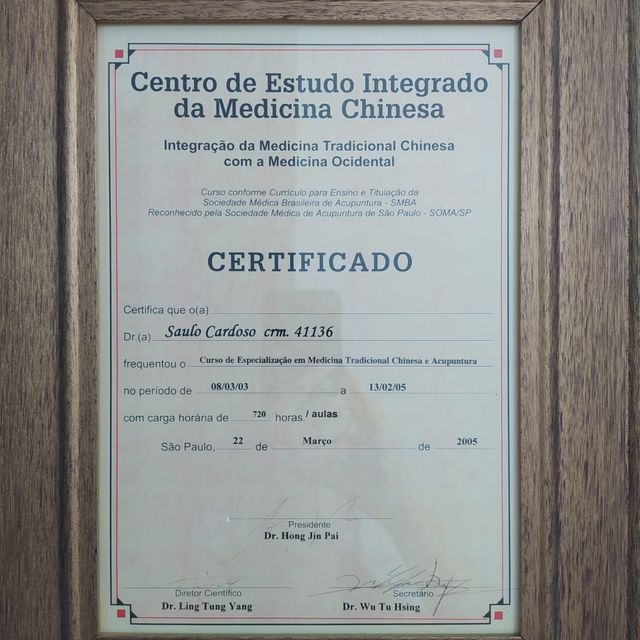 Centro de Estudo Integrado
da Medicina Chinesa
Integração da Medicina Tradicional Chinesa
com a Medicina Ocidental
Curso conforme Currículo para Ensino e Titulação da
Sociedade Médica Brasileira de Acupuntura - SMBA
Reconhecido pela Sociedade Médica de Acupuntura de São Paulo - SOMA/SP
CERTIFICADO
Certifica que o(a)
Dr.(a) Saulo Cardoso crm. 41136
frequentou o Curso de Especialização em Medicina Tradicional Chinesa e Acupuntura
no período de 08/03/03 a 13/02/05
com carga horária de 720 horas / aulas
São Paulo, 22 de Março de 2005
Presidente
Dr. Hong Jin Pai
Diretor Científico Secretário
Dr. Ling Tung Yang Dr. Wu Tu Hsing